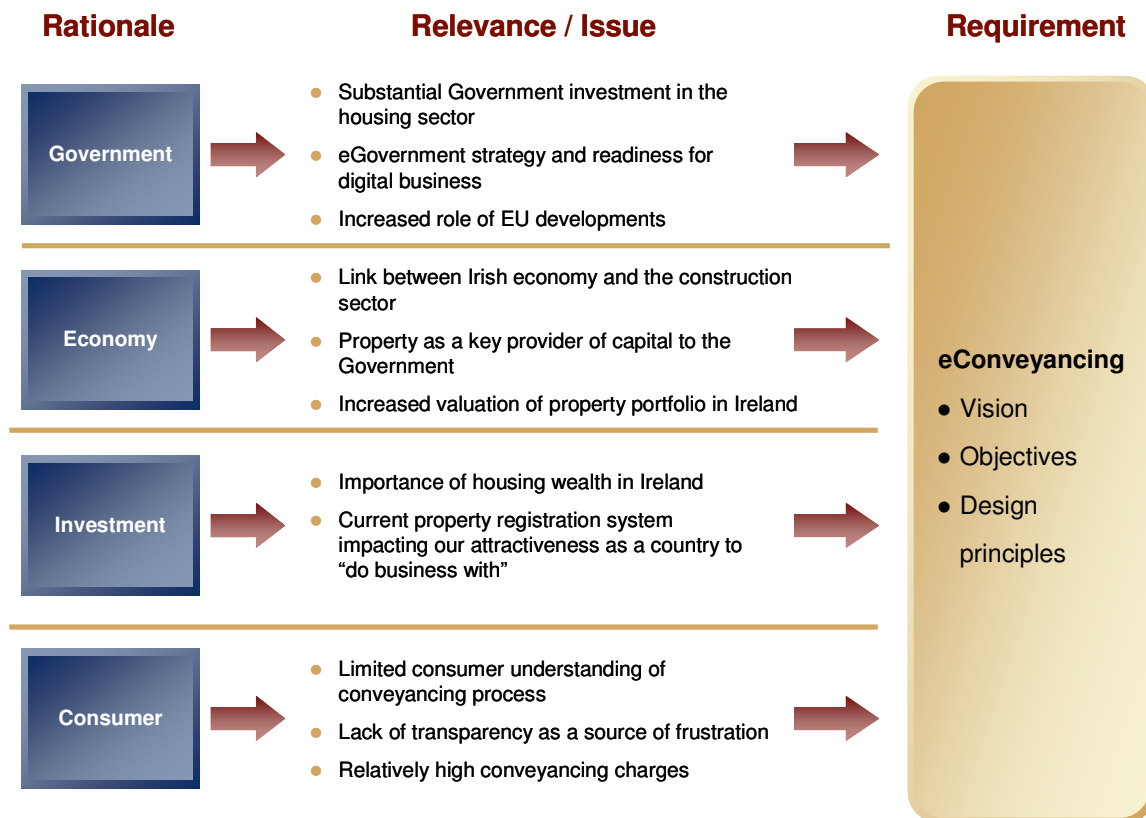 Rationale
Relevance / Issue
Requirement
Government
● Substantial Government investment in the
housing sector
● eGovernment strategy and readiness for
digital business
● Increased role of EU developments
Economy
● Link between Irish economy and the construction
sector
● Property as a key provider of capital to the
Government
● Increased valuation of property portfolio in Ireland
Investment
● Importance of housing wealth in Ireland
● Current property registration system
impacting our attractiveness as a country to
“do business with”
Consumer
● Limited consumer understanding of
conveyancing process
● Lack of transparency as a source of frustration
● Relatively high conveyancing charges
eConveyancing
● Vision
● Objectives
● Design
principles